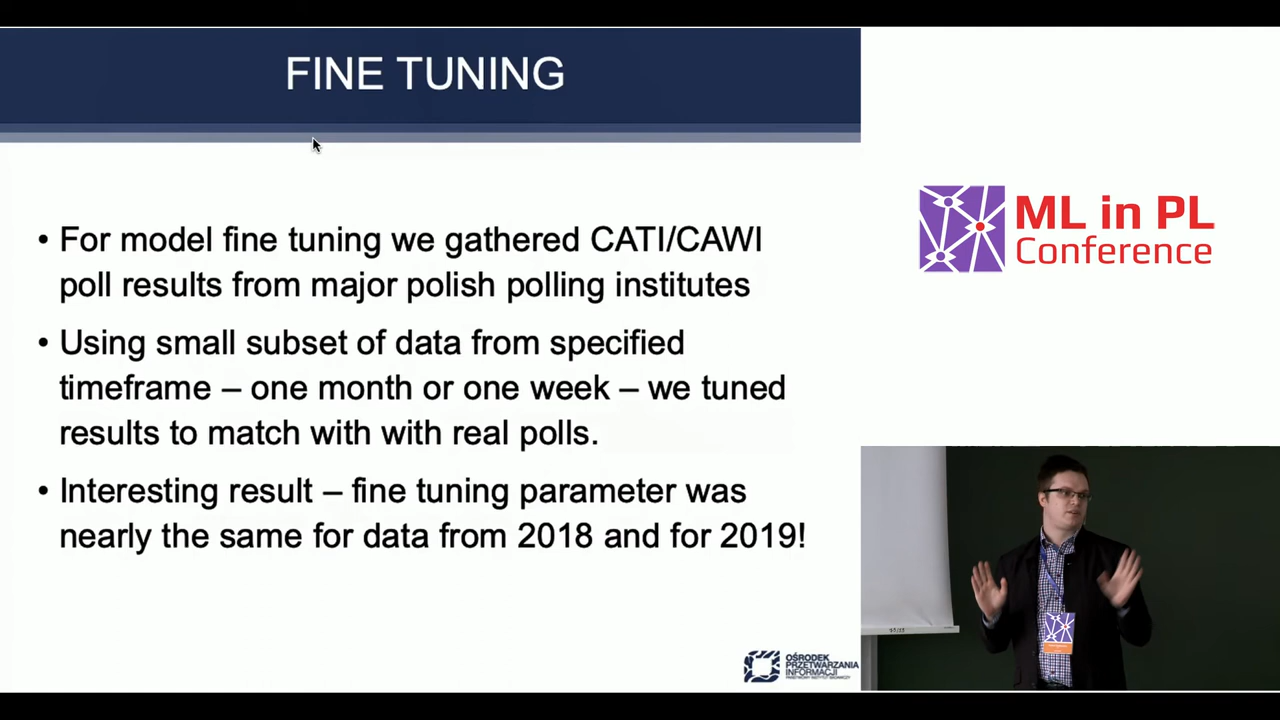 FINE TUNING
• For model fine tuning we gathered CATI/CAWI
poll results from major polish polling institutes
• Using small subset of data from specified
timeframe – one month or one week – we tuned
results to match with with real polls.
• Interesting result – fine tuning parameter was
nearly the same for data from 2018 and for 2019!
OŚRODEK
PRZETWARZANIA
INFORMACJI
PAŃSTWOWY INSTYTUT BADAWCZY
ML in PL
Conference